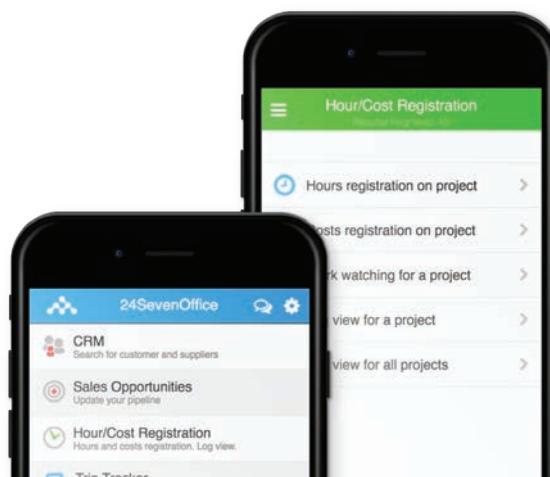 Hour/Cost Registration
Hours registration on project
osts registration on project
rk watching for a project
view for a project
view for all projects
24SevenOffice
CRM
Search for customer and suppliers
Sales Opportunities
Update your pipeline
Hour/Cost Registration
Hours and costs registration. Log view.
Trip Tracker